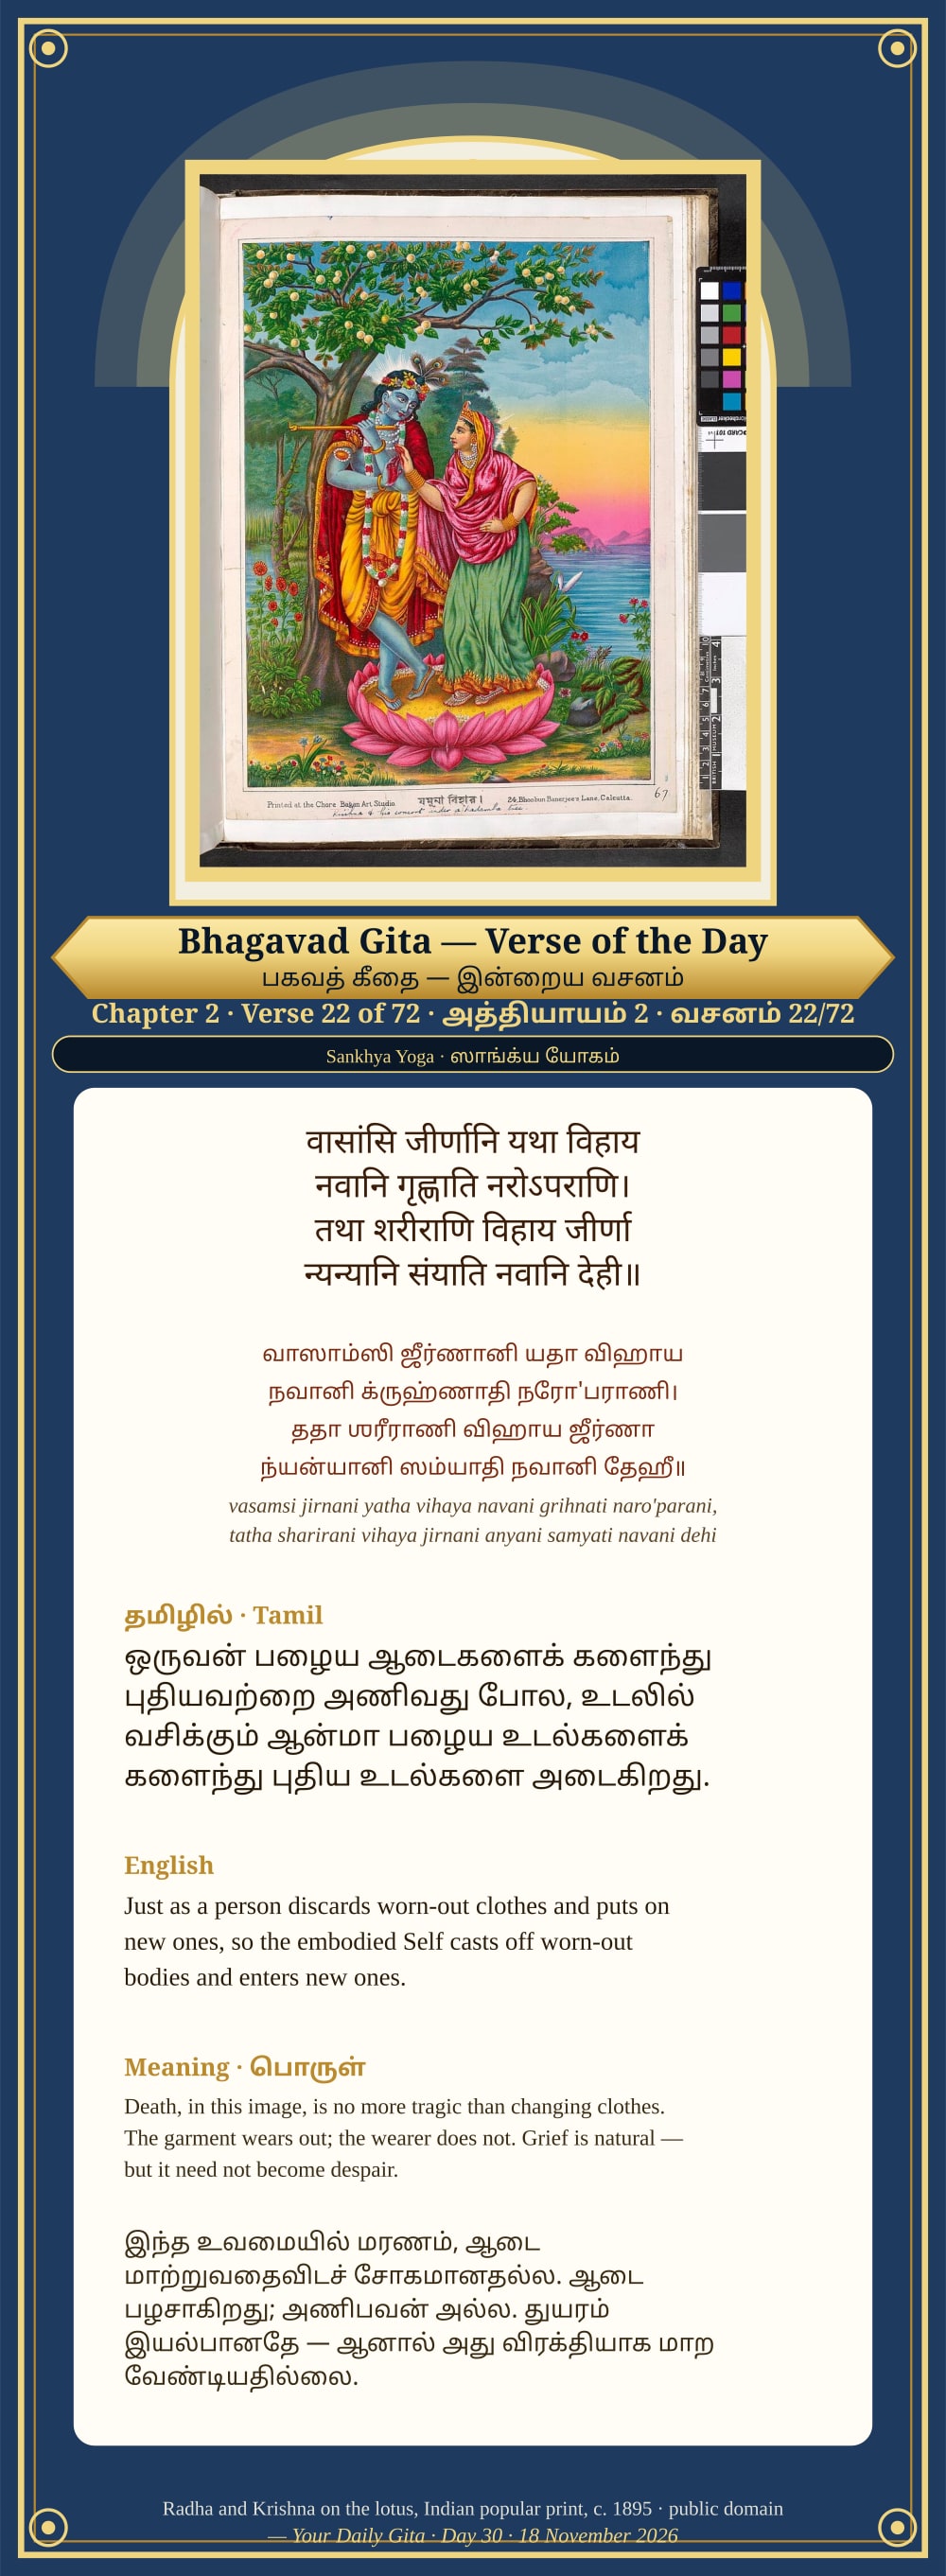 Printed at the Chore Bagan Art Studio यमुना विहार। 24, Bhoobun Banerjee's Lane, Calcutta. 67
Krishna & his consort under a Kadamba tree.
Bhagavad Gita — Verse of the Day
பகவத் கீதை — இன்றைய வசனம்
Chapter 2 · Verse 22 of 72 · அத்தியாயம் 2 · வசனம் 22/72
Sankhya Yoga · ஸாங்க்ய யோகம்
वासांसि जीर्णानि यथा विहाय
नवानि गृह्णाति नरोऽपराणि।
तथा शरीराणि विहाय जीर्णा
न्यन्यानि संयाति नवानि देही॥
வாஸாம்ஸி ஜீர்ணானி யதா விஹாய
நவானி க்ருஹ்ணாதி நரோ'பராணி।
ததா ஶரீராணி விஹாய ஜீர்ணா
ந்யன்யானி ஸம்யாதி நவானி தேஹீ॥
vasamsi jirnani yatha vihaya navani grihnati naro'parani,
tatha sharirani vihaya jirnani anyani samyati navani dehi
தமிழில் · Tamil
ஒருவன் பழைய ஆடைகளைக் களைந்து
புதியவற்றை அணிவது போல, உடலில்
வசிக்கும் ஆன்மா பழைய உடல்களைக்
களைந்து புதிய உடல்களை அடைகிறது.
English
Just as a person discards worn-out clothes and puts on
new ones, so the embodied Self casts off worn-out
bodies and enters new ones.
Meaning · பொருள்
Death, in this image, is no more tragic than changing clothes.
The garment wears out; the wearer does not. Grief is natural —
but it need not become despair.
இந்த உவமையில் மரணம், ஆடை
மாற்றுவதைவிடச் சோகமானதல்ல. ஆடை
பழசாகிறது; அணிபவன் அல்ல. துயரம்
இயல்பானதே — ஆனால் அது விரக்தியாக மாற
வேண்டியதில்லை.
Radha and Krishna on the lotus, Indian popular print, c. 1895 · public domain
— Your Daily Gita · Day 30 · 18 November 2026